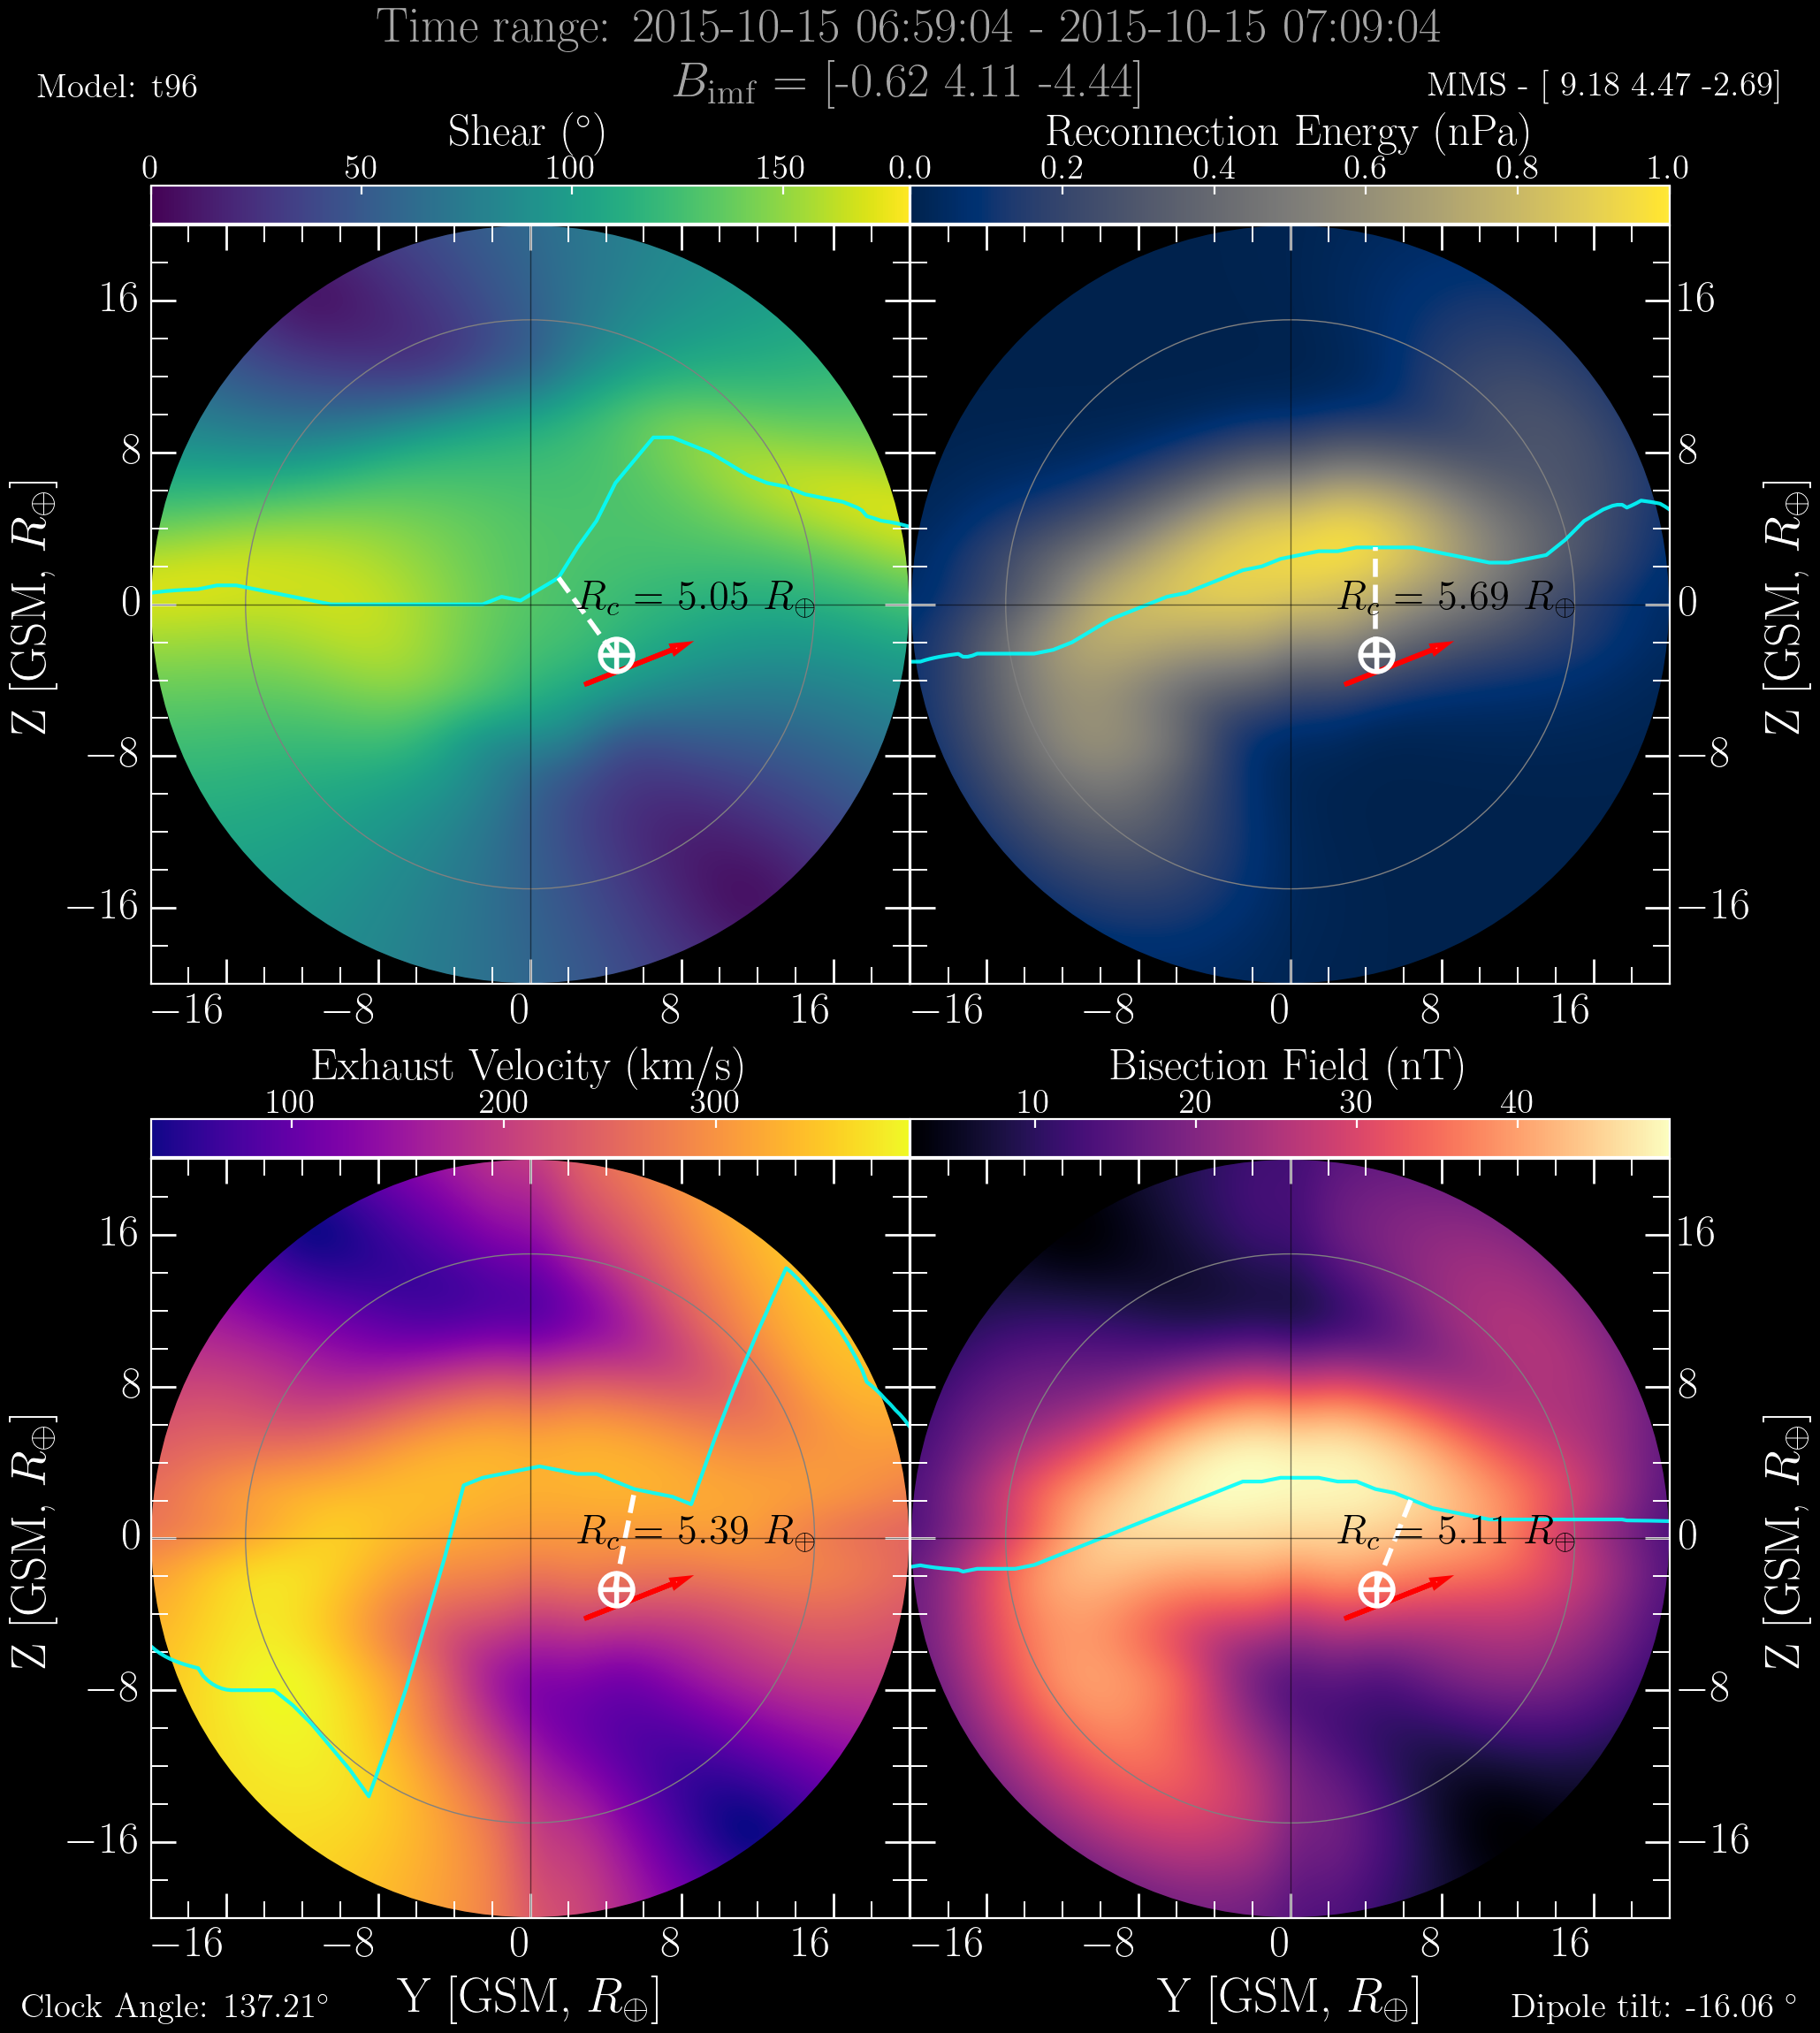 Time range: 2015-10-15 06:59:04 - 2015-10-15 07:09:04
Model: t96
B_imf = [-0.62 4.11 -4.44]
MMS - [ 9.18 4.47 -2.69]
Shear (°)
Reconnection Energy (nPa)
0 50 100 150
0.0 0.2 0.4 0.6 0.8 1.0
16
8
0
−8
−16
Z [GSM, R⊕]
R_c = 5.05 R⊕
R_c = 5.69 R⊕
16
8
0
−8
−16
Z [GSM, R⊕]
−16 −8 0 8 16
−16 −8 0 8 16
Exhaust Velocity (km/s)
Bisection Field (nT)
100 200 300
10 20 30 40
16
8
0
−8
−16
Z [GSM, R⊕]
R_c = 5.39 R⊕
R_c = 5.11 R⊕
16
8
0
−8
−16
Z [GSM, R⊕]
−16 −8 0 8 16
−16 −8 0 8 16
Y [GSM, R⊕]
Y [GSM, R⊕]
Clock Angle: 137.21°
Dipole tilt: -16.06 °